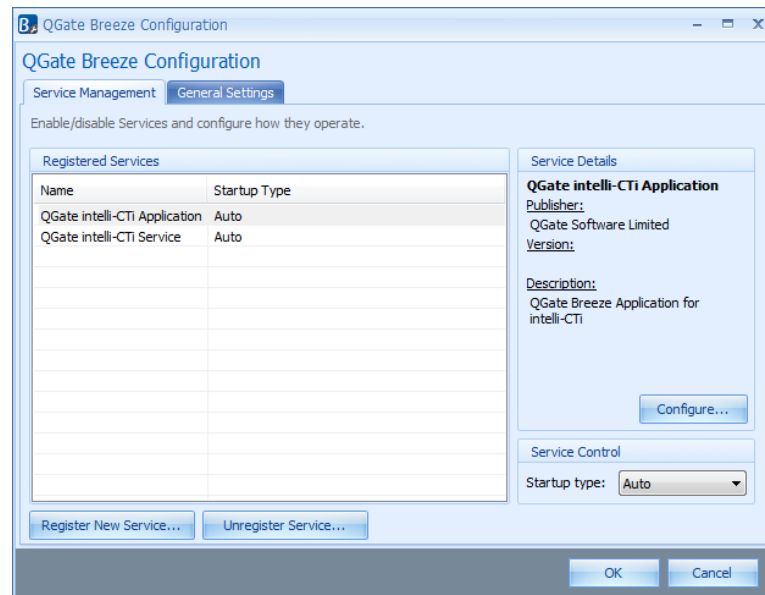 QGate Breeze Configuration
QGate Breeze Configuration
Service Management
General Settings
Enable/disable Services and configure how they operate.
Registered Services
Name Startup Type
QGate intelli-CTi Application Auto
QGate intelli-CTi Service Auto
Register New Service...
Unregister Service...
Service Details
QGate intelli-CTi Application
Publisher:
QGate Software Limited
Version:
Description:
QGate Breeze Application for
intelli-CTi
Configure...
Service Control
Startup type: Auto
OK
Cancel